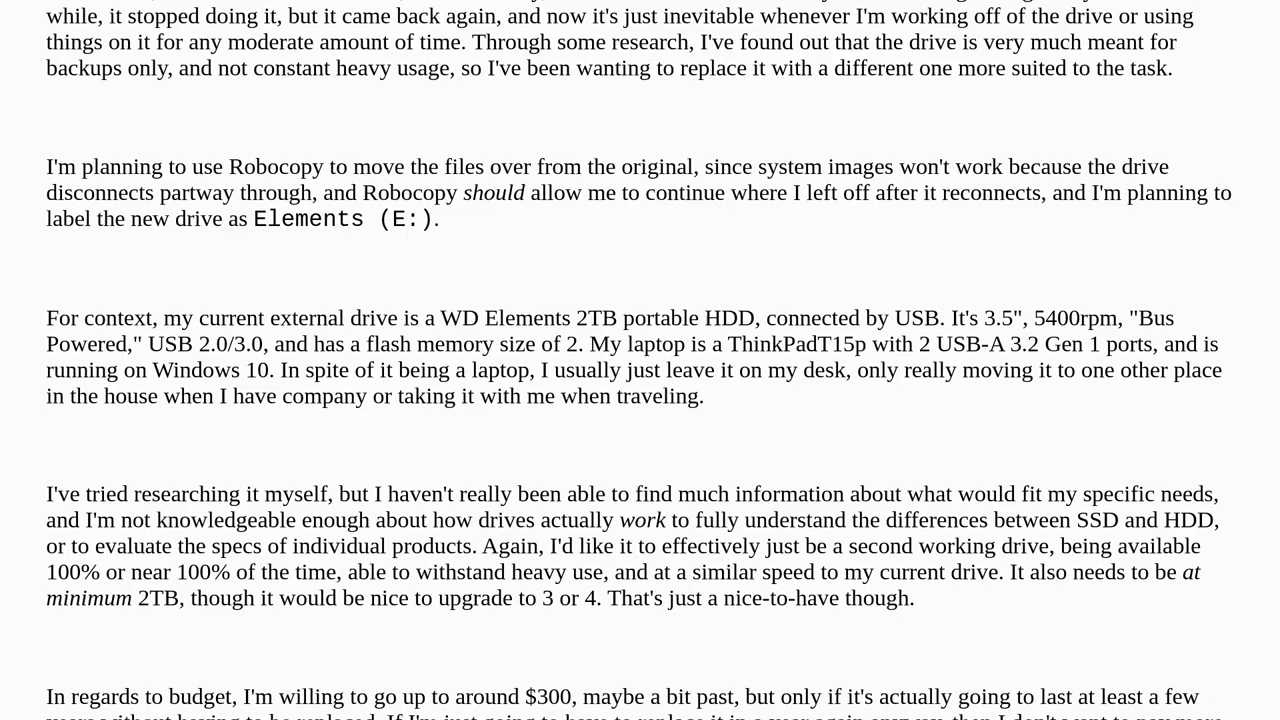 while, it stopped doing it, but it came back again, and now it's just inevitable whenever I'm working off of the drive or using
things on it for any moderate amount of time. Through some research, I've found out that the drive is very much meant for
backups only, and not constant heavy usage, so I've been wanting to replace it with a different one more suited to the task.
I'm planning to use Robocopy to move the files over from the original, since system images won't work because the drive
disconnects partway through, and Robocopy should allow me to continue where I left off after it reconnects, and I'm planning to
label the new drive as Elements (E:).
For context, my current external drive is a WD Elements 2TB portable HDD, connected by USB. It's 3.5", 5400rpm, "Bus
Powered," USB 2.0/3.0, and has a flash memory size of 2. My laptop is a ThinkPadT15p with 2 USB-A 3.2 Gen 1 ports, and is
running on Windows 10. In spite of it being a laptop, I usually just leave it on my desk, only really moving it to one other place
in the house when I have company or taking it with me when traveling.
I've tried researching it myself, but I haven't really been able to find much information about what would fit my specific needs,
and I'm not knowledgeable enough about how drives actually work to fully understand the differences between SSD and HDD,
or to evaluate the specs of individual products. Again, I'd like it to effectively just be a second working drive, being available
100% or near 100% of the time, able to withstand heavy use, and at a similar speed to my current drive. It also needs to be at
minimum 2TB, though it would be nice to upgrade to 3 or 4. That's just a nice-to-have though.
In regards to budget, I'm willing to go up to around $300, maybe a bit past, but only if it's actually going to last at least a few